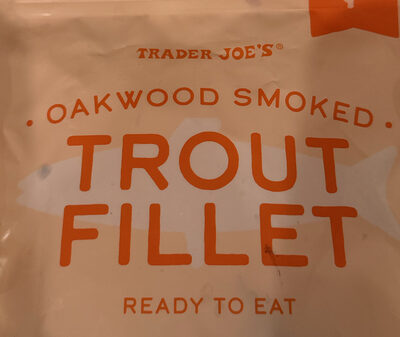 TRADER JOE'S®
• OAKWOOD SMOKED •
TROUT
FILLET
READY TO EAT